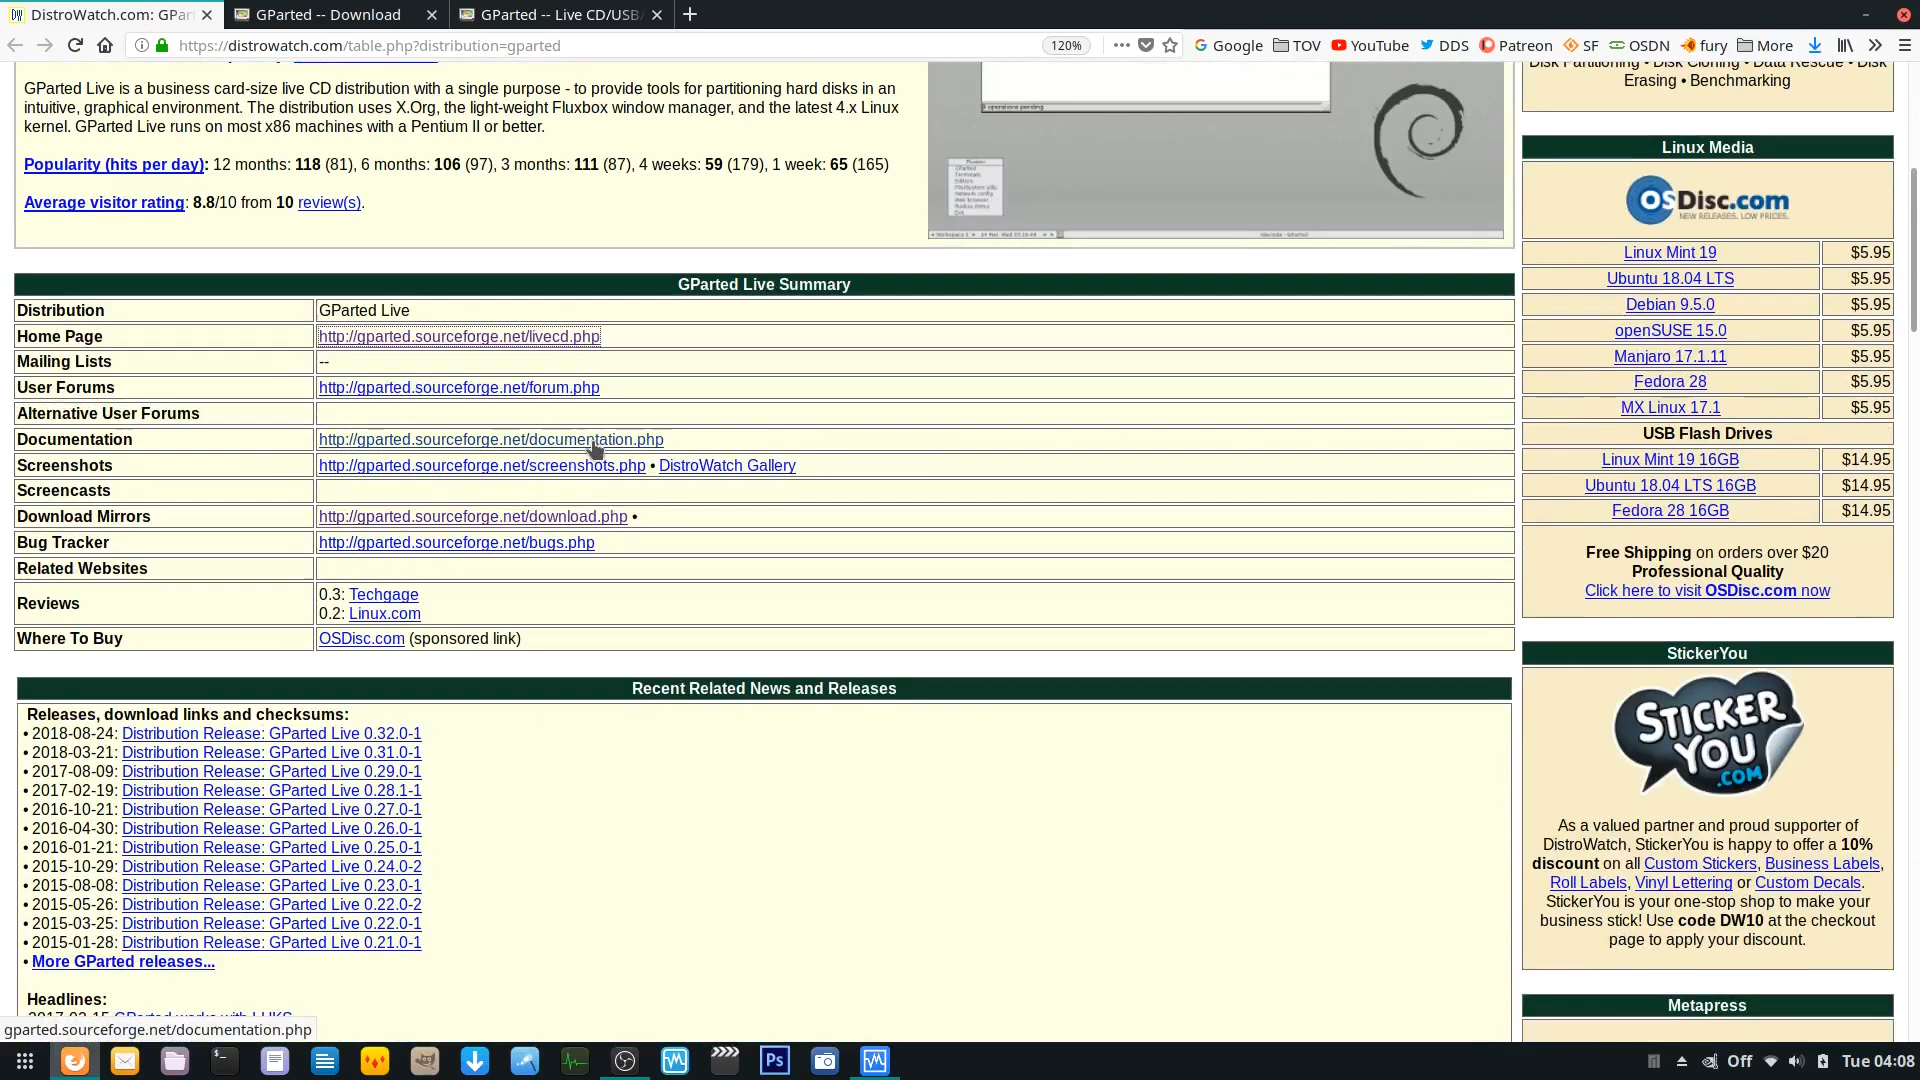 DistroWatch.com: GPar
GParted -- Download
GParted -- Live CD/USB
https://distrowatch.com/table.php?distribution=gparted
120%
Google
TOV
YouTube
DDS
Patreon
SF
OSDN
fury
More
GParted Live is a business card-size live CD distribution with a single purpose - to provide tools for partitioning hard disks in an
intuitive, graphical environment. The distribution uses X.Org, the light-weight Fluxbox window manager, and the latest 4.x Linux
kernel. GParted Live runs on most x86 machines with a Pentium II or better.
Popularity (hits per day): 12 months: 118 (81), 6 months: 106 (97), 3 months: 111 (87), 4 weeks: 59 (179), 1 week: 65 (165)
Average visitor rating: 8.8/10 from 10 review(s).
GParted Live Summary
Distribution GParted Live
Home Page http://gparted.sourceforge.net/livecd.php
Mailing Lists --
User Forums http://gparted.sourceforge.net/forum.php
Alternative User Forums
Documentation http://gparted.sourceforge.net/documentation.php
Screenshots http://gparted.sourceforge.net/screenshots.php • DistroWatch Gallery
Screencasts
Download Mirrors http://gparted.sourceforge.net/download.php •
Bug Tracker http://gparted.sourceforge.net/bugs.php
Related Websites
Reviews
0.3: Techgage
0.2: Linux.com
Where To Buy OSDisc.com (sponsored link)
Recent Related News and Releases
Releases, download links and checksums:
• 2018-08-24: Distribution Release: GParted Live 0.32.0-1
• 2018-03-21: Distribution Release: GParted Live 0.31.0-1
• 2017-08-09: Distribution Release: GParted Live 0.29.0-1
• 2017-02-19: Distribution Release: GParted Live 0.28.1-1
• 2016-10-21: Distribution Release: GParted Live 0.27.0-1
• 2016-04-30: Distribution Release: GParted Live 0.26.0-1
• 2016-01-21: Distribution Release: GParted Live 0.25.0-1
• 2015-10-29: Distribution Release: GParted Live 0.24.0-2
• 2015-08-08: Distribution Release: GParted Live 0.23.0-1
• 2015-05-26: Distribution Release: GParted Live 0.22.0-2
• 2015-03-25: Distribution Release: GParted Live 0.22.0-1
• 2015-01-28: Distribution Release: GParted Live 0.21.0-1
• More GParted releases...
Headlines:
2017-02-15 GParted works with LUKS
gparted.sourceforge.net/documentation.php
Disk Partitioning • Disk Cloning • Data Rescue • Disk
Erasing • Benchmarking
Linux Media
OSDisc.com
NEW RELEASES. LOW PRICES.
Linux Mint 19 $5.95
Ubuntu 18.04 LTS $5.95
Debian 9.5.0 $5.95
openSUSE 15.0 $5.95
Manjaro 17.1.11 $5.95
Fedora 28 $5.95
MX Linux 17.1 $5.95
USB Flash Drives
Linux Mint 19 16GB $14.95
Ubuntu 18.04 LTS 16GB $14.95
Fedora 28 16GB $14.95
Free Shipping on orders over $20
Professional Quality
Click here to visit OSDisc.com now
StickerYou
STICKER
YOU
.COM
As a valued partner and proud supporter of
DistroWatch, StickerYou is happy to offer a 10%
discount on all Custom Stickers, Business Labels,
Roll Labels, Vinyl Lettering or Custom Decals.
StickerYou is your one-stop shop to make your
business stick! Use code DW10 at the checkout
page to apply your discount.
Metapress
Ps
Off
Tue 04:08